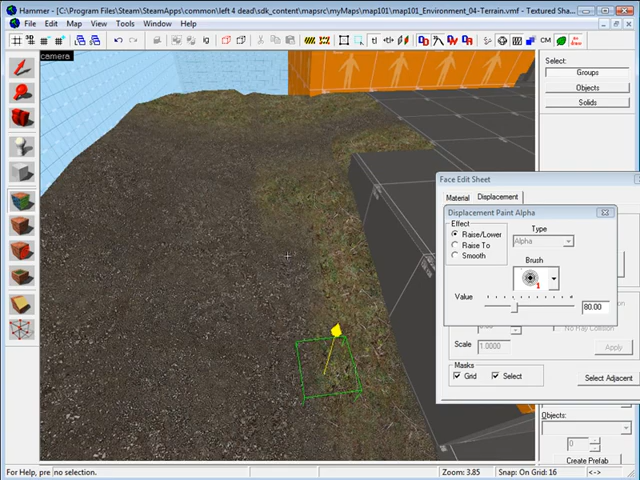 Hammer - [C:\Program Files\Steam\SteamApps\common\left 4 dead\sdk_content\mapsrc\myMaps\map101\map101_Environment_04-Terrain.vmf - Textured Sha...
File Edit Map View Tools Instancing Window Help
camera
Select:
Groups
Objects
Solids
Face Edit Sheet
Material Displacement
Displacement Paint Alpha
Effect
Raise/Lower
Raise To
Smooth
Type
Alpha
Brush
1
Value
80.00
No Ray Collision
Scale
1.0000
Apply
Masks
Grid Select
Select Adjacent
Objects:
0
Create Prefab
For Help, pre no selection.
Zoom: 3.85
Snap: On Grid: 16
<->